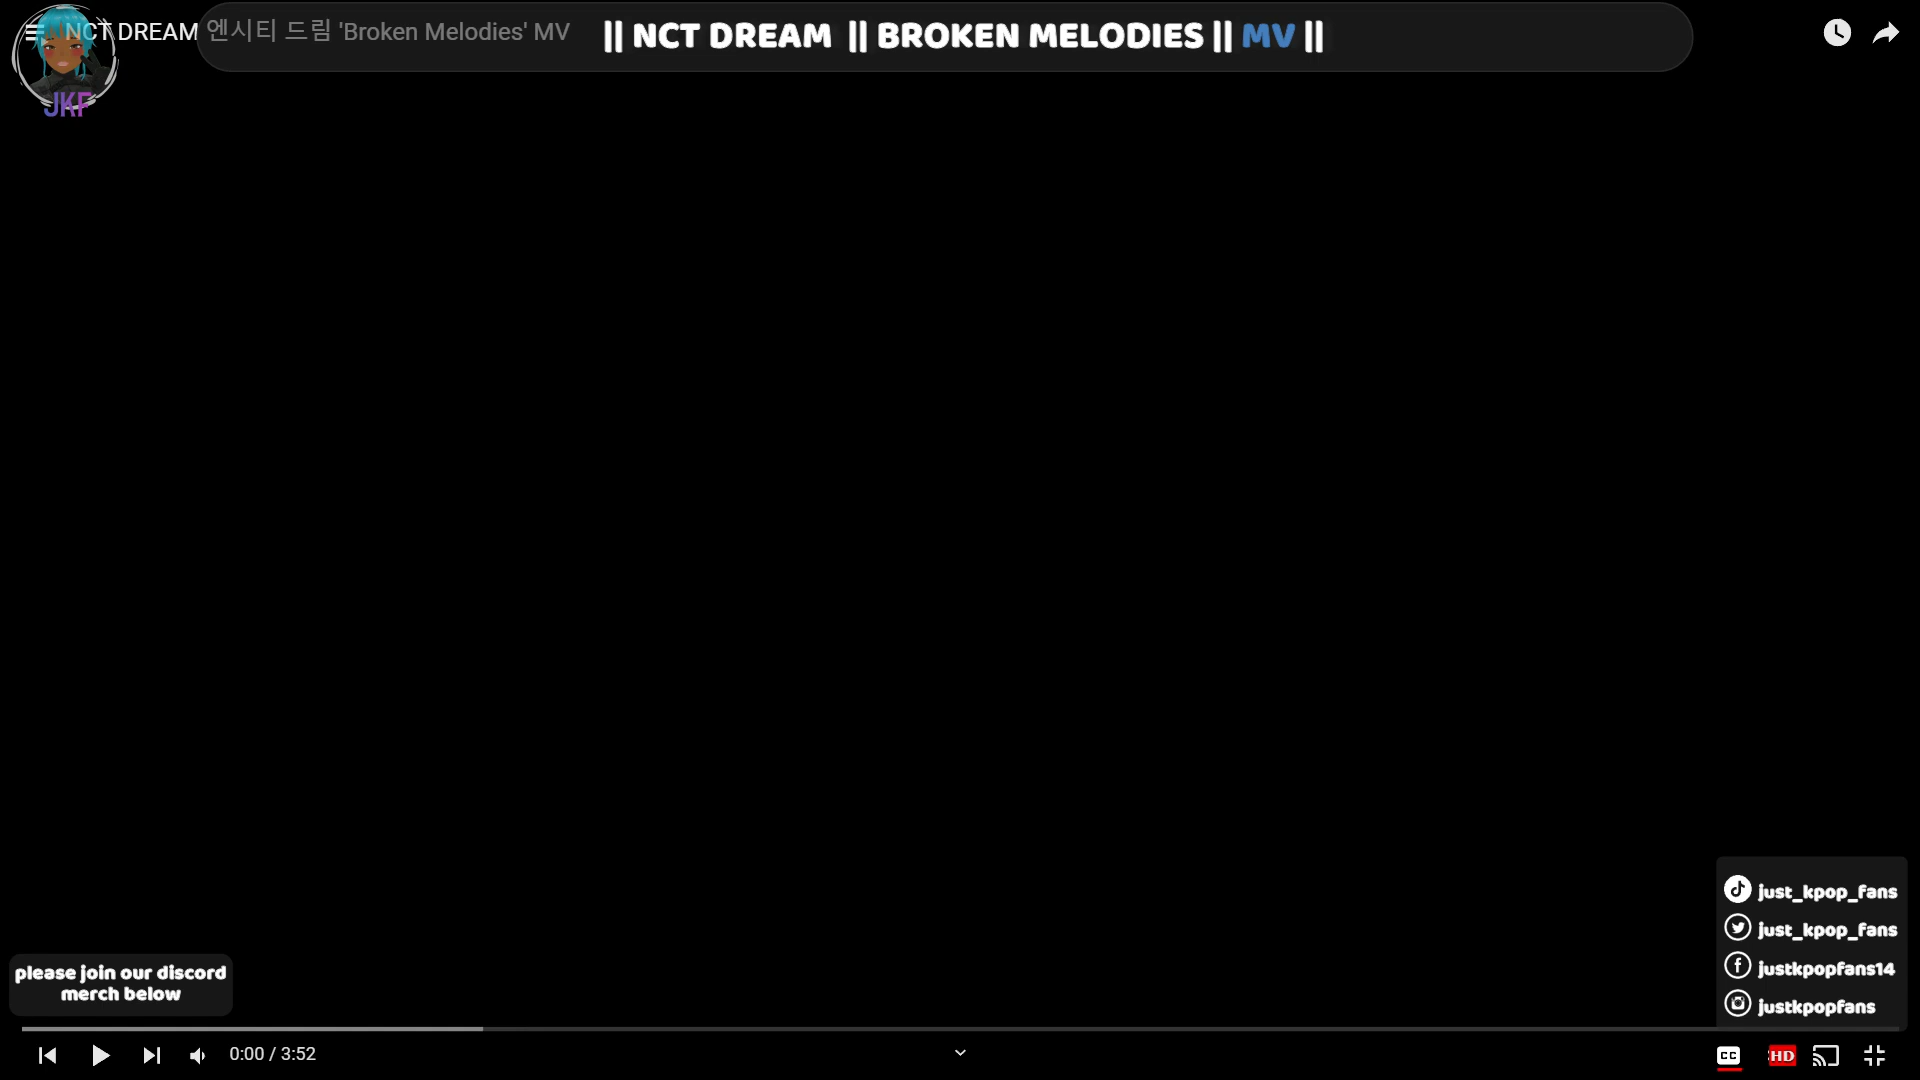 NCT DREAM 엔시티 드림 'Broken Melodies' MV
|| NCT DREAM || BROKEN MELODIES || MV ||
JKF
just_kpop_fans
just_kpop_fans
justkpopfans14
justkpopfans
please join our discord
merch below
0:00 / 3:52
CC
HD